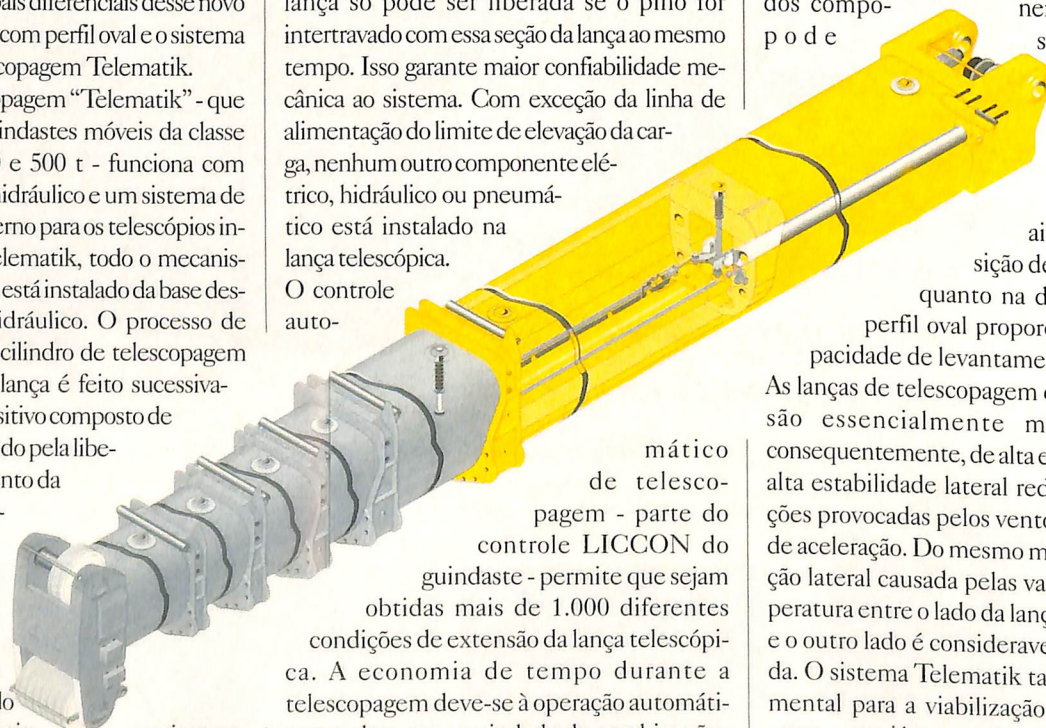 pais diferenciais desse novo
com perfil oval e o sistema
copagem Telematik.
pagem “Telematik” - que
indastes móveis da classe
e 500 t - funciona com
hidráulico e um sistema de
erno para os telescópios in-
elematik, todo o mecanis-
está instalado da base des-
idráulico. O processo de
cilindro de telescopagem
lança é feito sucessiva-
sitivo composto de
do pela libe-
nto da
-
lo
lança só pode ser liberada se o pino for
intertravado com essa seção da lança ao mesmo
tempo. Isso garante maior confiabilidade me-
cânica ao sistema. Com exceção da linha de
alimentação do limite de elevação da car-
ga, nenhum outro componente elé-
trico, hidráulico ou pneumá-
tico está instalado na
lança telescópica.
O controle
auto-
mático
de telesco-
pagem - parte do
controle LICCON do
guindaste - permite que sejam
obtidas mais de 1.000 diferentes
condições de extensão da lança telescópi-
ca. A economia de tempo durante a
telescopagem deve-se à operação automáti-
dos compo-
pode
ne
s
ai
sição de
quanto na d
perfil oval propor
pacidade de levantame
As lanças de telescopagem
são essencialmente m
consequentemente, de alta e
alta estabilidade lateral red
ções provocadas pelos vento
de aceleração. Do mesmo m
ção lateral causada pelas va
peratura entre o lado da lanç
e o outro lado é considerave
da. O sistema Telematik ta
mental para a viabilização